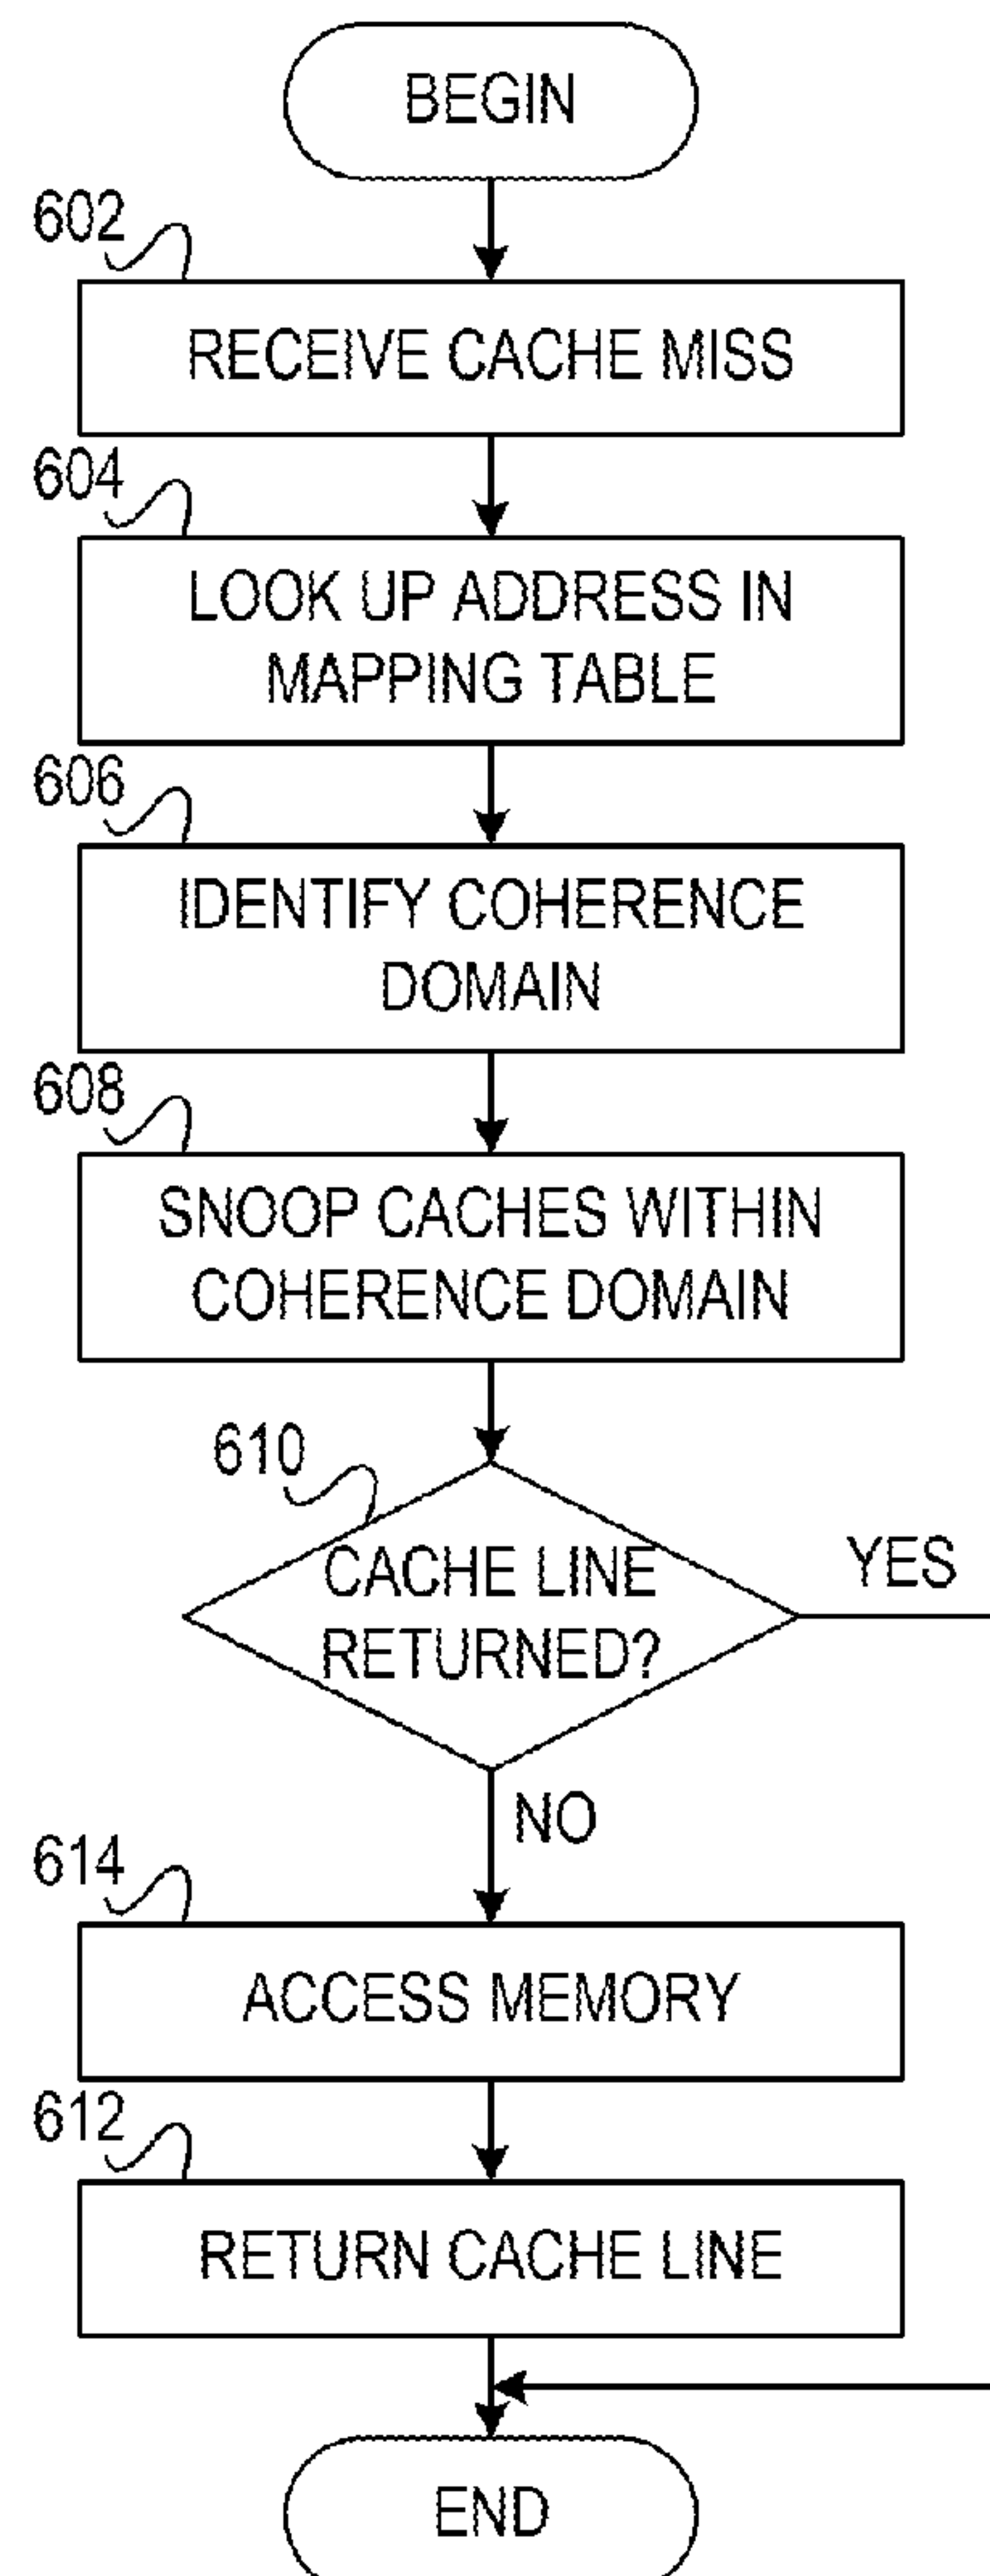 BEGIN
602
RECEIVE CACHE MISS
604
LOOK UP ADDRESS IN
MAPPING TABLE
606
IDENTIFY COHERENCE
DOMAIN
608
SNOOP CACHES WITHIN
COHERENCE DOMAIN
610
CACHE LINE
RETURNED?
YES
NO
614
ACCESS MEMORY
612
RETURN CACHE LINE
END